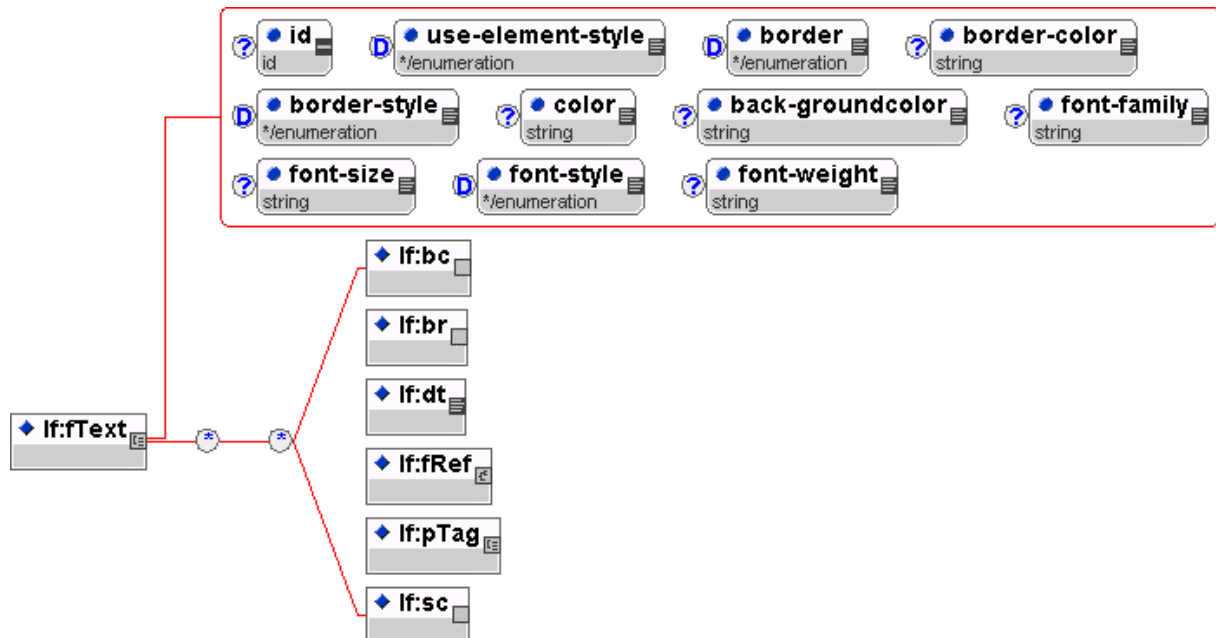 ? id D use-element-style D border ? border-color
id */enumeration */enumeration string
D border-style ? color ? back-groundcolor ? font-family
*/enumeration string string string
? font-size D font-style ? font-weight
string */enumeration string
lf:bc
lf:br
lf:dt
lf:fText * *
lf:fRef
lf:pTag
lf:sc